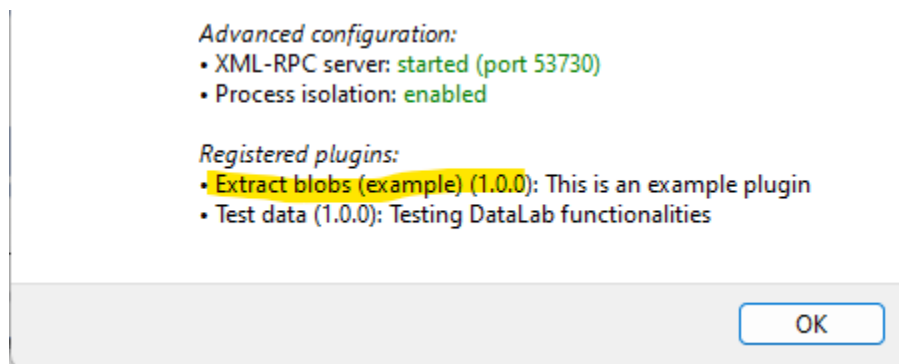 Advanced configuration:
• XML-RPC server: started (port 53730)
• Process isolation: enabled
Registered plugins:
• Extract blobs (example) (1.0.0): This is an example plugin
• Test data (1.0.0): Testing DataLab functionalities
OK